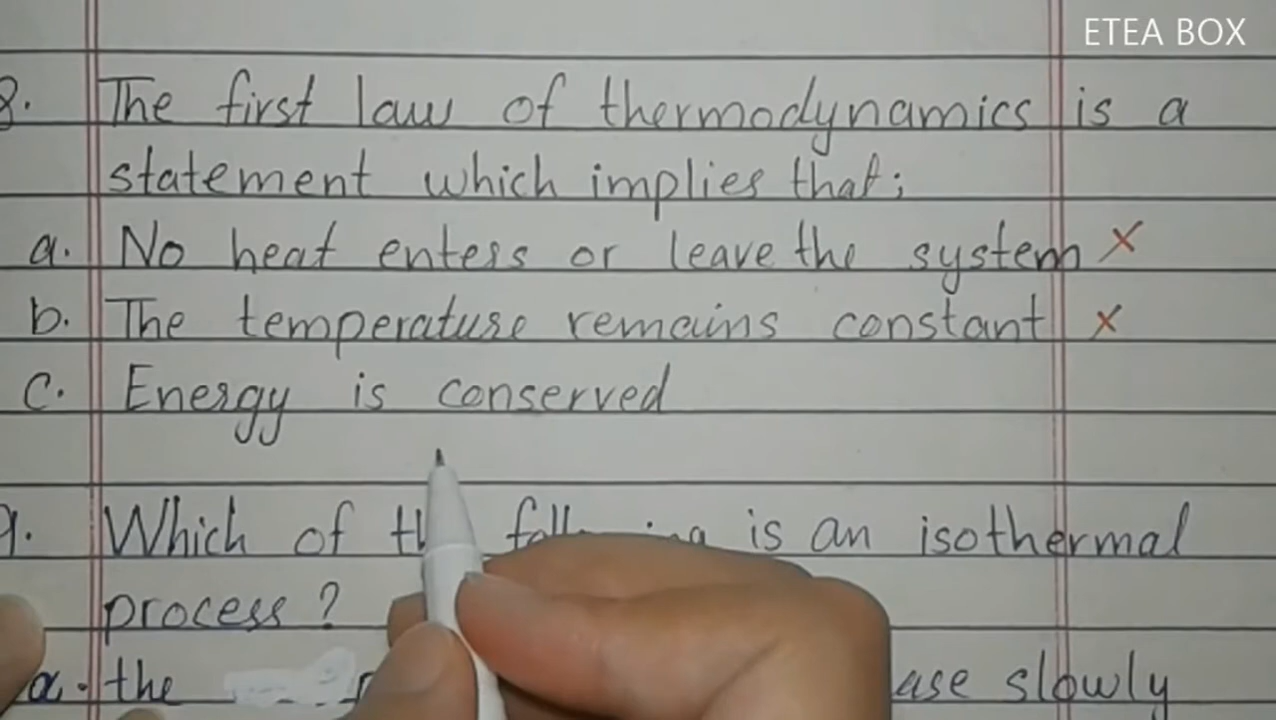 ETEA BOX
8. The first law of thermodynamics is a
statement which implies that;
a. No heat enters or leave the system ×
b. The temperature remains constant ×
c. Energy is conserved
9. Which of is an isothermal
process ?
a. the slowly